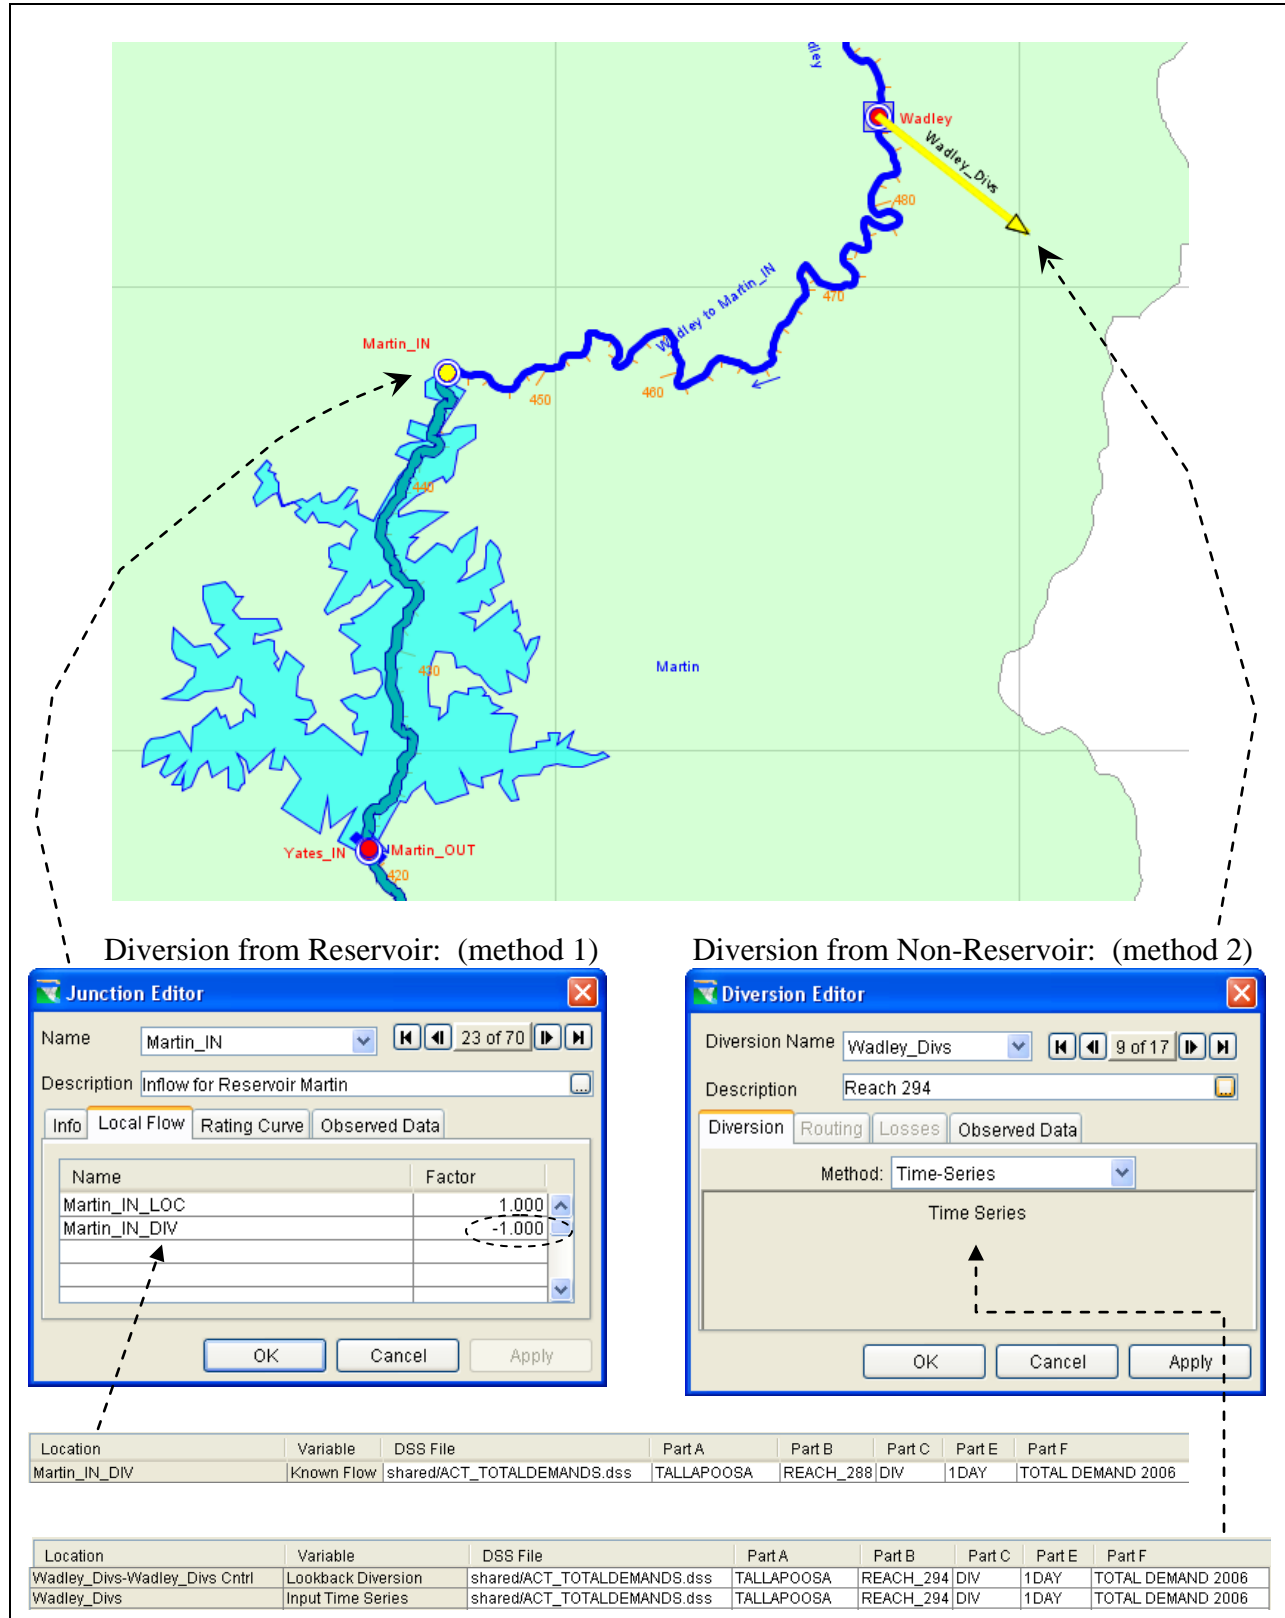 dley
Wadley
Wadley_Divs
480
Wadley to Martin_IN
470
Martin_IN
460
450
440
430
Martin
Yates_IN
Martin_OUT
420
Diversion from Reservoir: (method 1)
Junction Editor
Name Martin_IN 23 of 70
Description Inflow for Reservoir Martin ...
Info Local Flow Rating Curve Observed Data
Name Factor
Martin_IN_LOC 1.000
Martin_IN_DIV -1.000
OK Cancel Apply
Diversion from Non-Reservoir: (method 2)
Diversion Editor
Diversion Name Wadley_Divs 9 of 17
Description Reach 294 ...
Diversion Routing Losses Observed Data
Method: Time-Series
Time Series
OK Cancel Apply
Location Variable DSS File Part A Part B Part C Part E Part F
Martin_IN_DIV Known Flow shared/ACT_TOTALDEMANDS.dss TALLAPOOSA REACH_288 DIV 1DAY TOTAL DEMAND 2006
Location Variable DSS File Part A Part B Part C Part E Part F
Wadley_Divs-Wadley_Divs Cntrl Lookback Diversion shared/ACT_TOTALDEMANDS.dss TALLAPOOSA REACH_294 DIV 1DAY TOTAL DEMAND 2006
Wadley_Divs Input Time Series shared/ACT_TOTALDEMANDS.dss TALLAPOOSA REACH_294 DIV 1DAY TOTAL DEMAND 2006